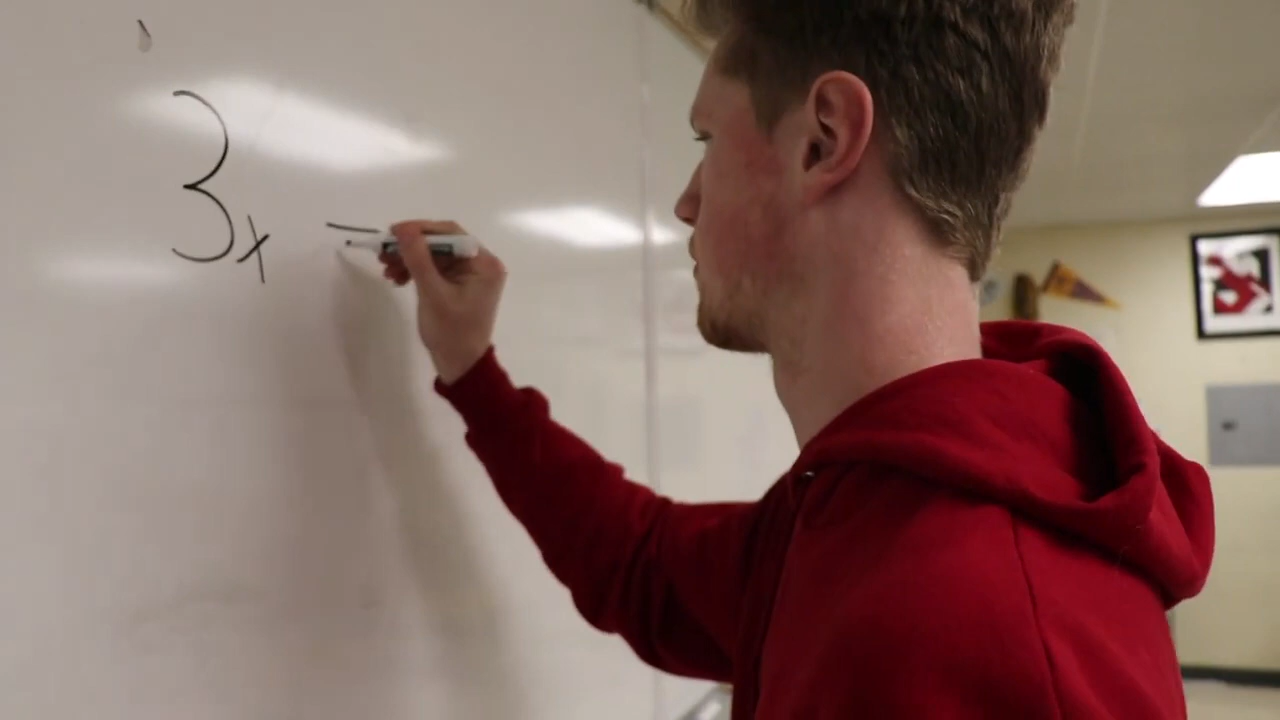 3x =